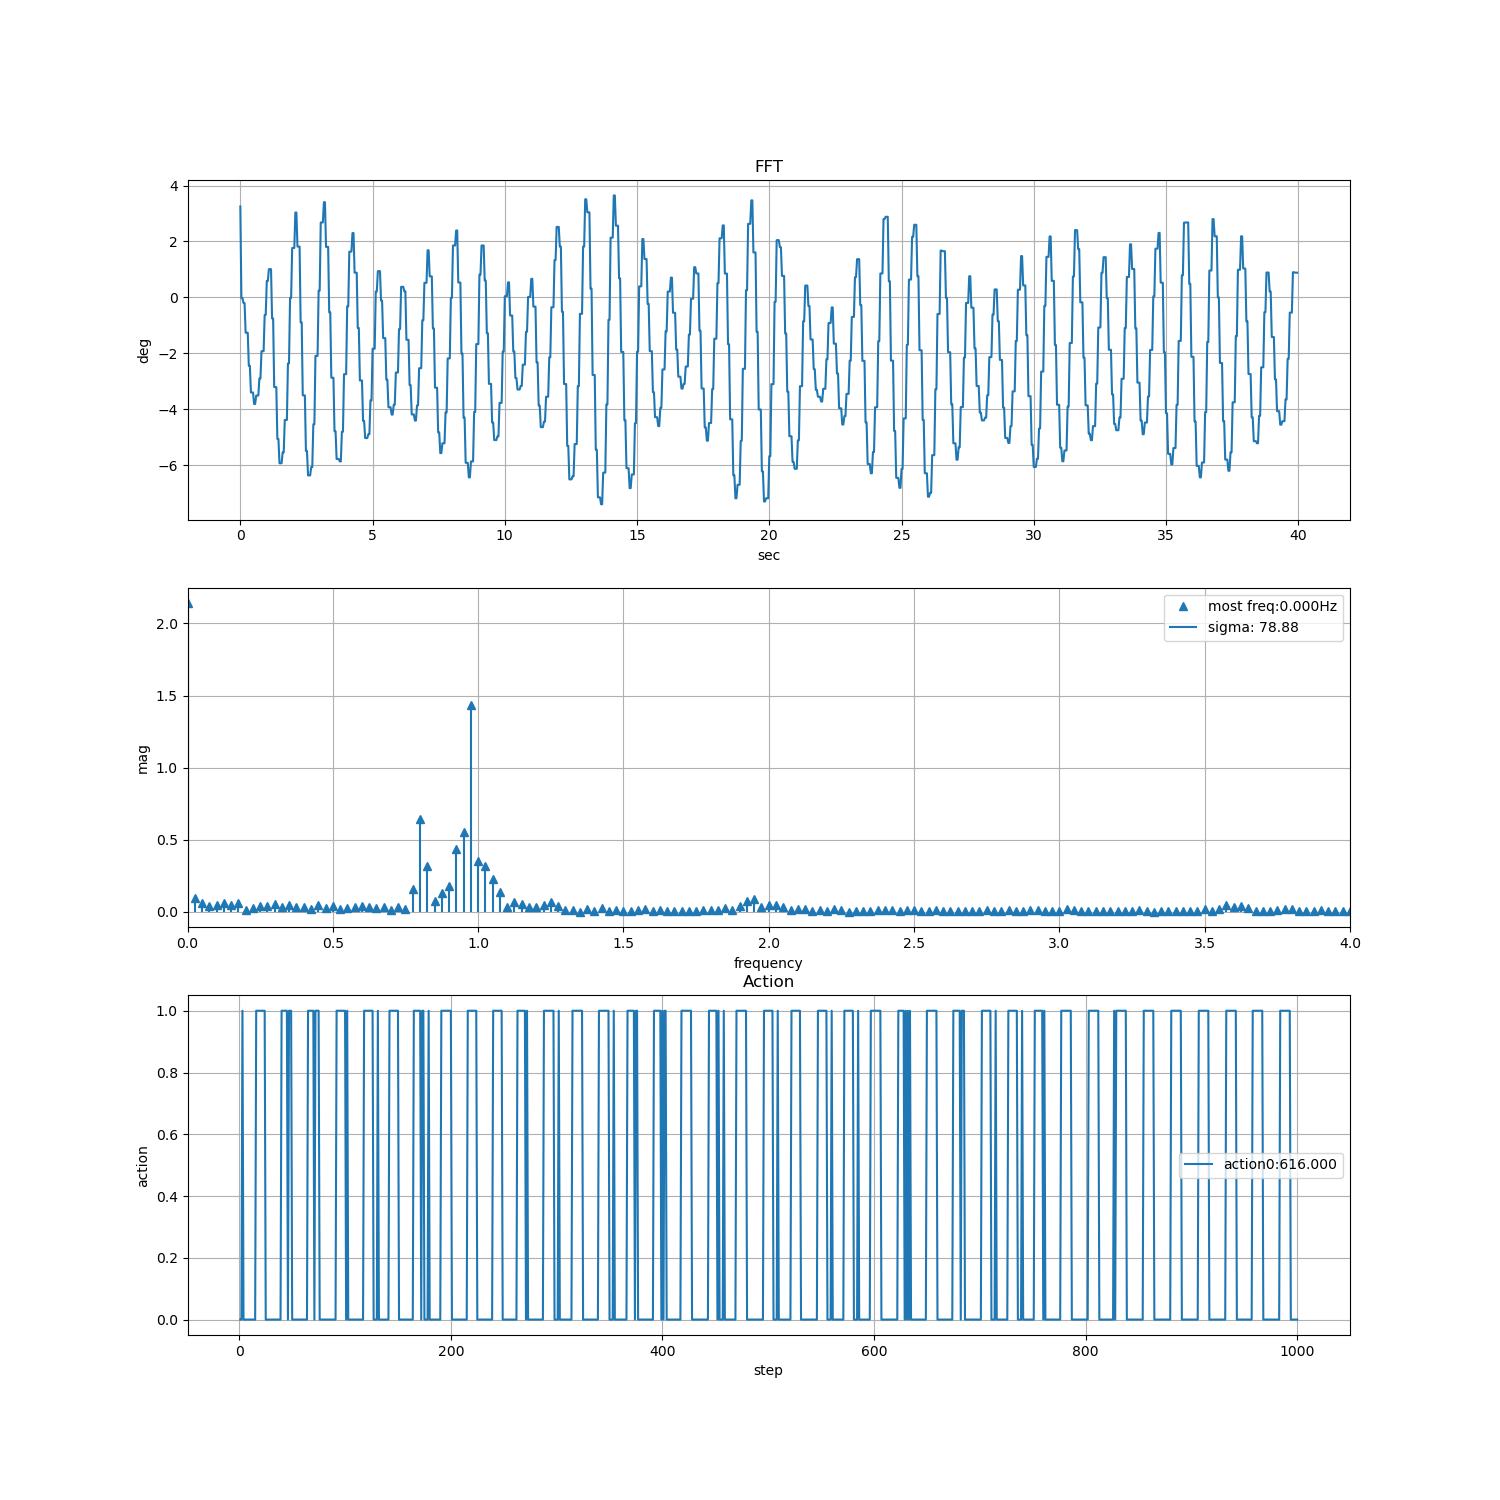 FFT
4
2
0
−2
−4
−6
deg
0 5 10 15 20 25 30 35 40
sec
most freq:0.000Hz
sigma: 78.88
2.0
1.5
1.0
0.5
0.0
mag
0.0 0.5 1.0 1.5 2.0 2.5 3.0 3.5 4.0
frequency
Action
1.0
0.8
0.6
0.4
0.2
0.0
action
action0:616.000
0 200 400 600 800 1000
step